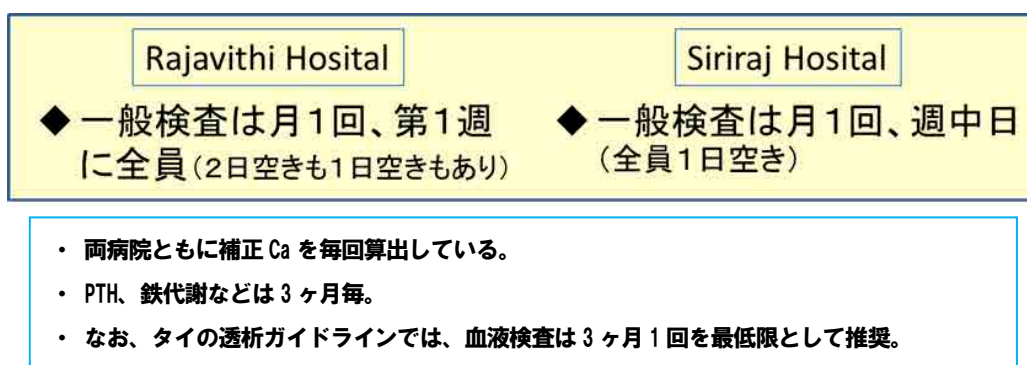 Rajavithi Hosital
◆一般検査は月1回、第1週
に全員(2日空きも1日空きもあり)
Siriraj Hosital
◆一般検査は月1回、週中日
(全員1日空き)
・ 両病院ともに補正Caを毎回算出している。
・ PTH、鉄代謝などは3ヶ月毎。
・ なお、タイの透析ガイドラインでは、血液検査は3ヶ月1回を最低限として推奨。